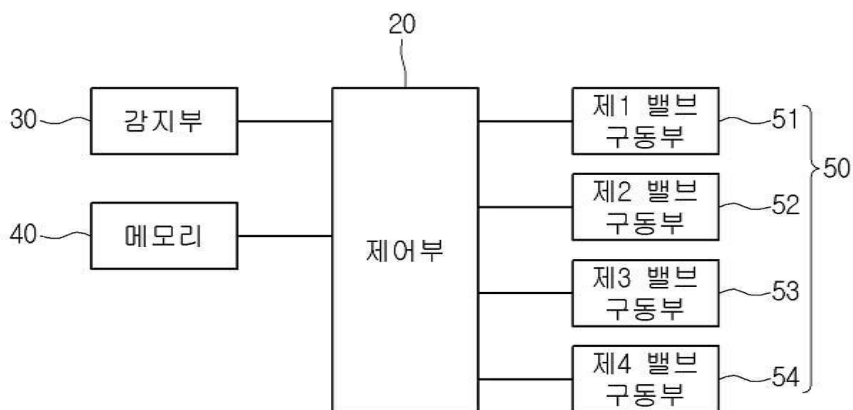 20
30
감지부
40
메모리
제어부
제1 밸브
구동부
51
제2 밸브
구동부
52
제3 밸브
구동부
53
제4 밸브
구동부
54
50